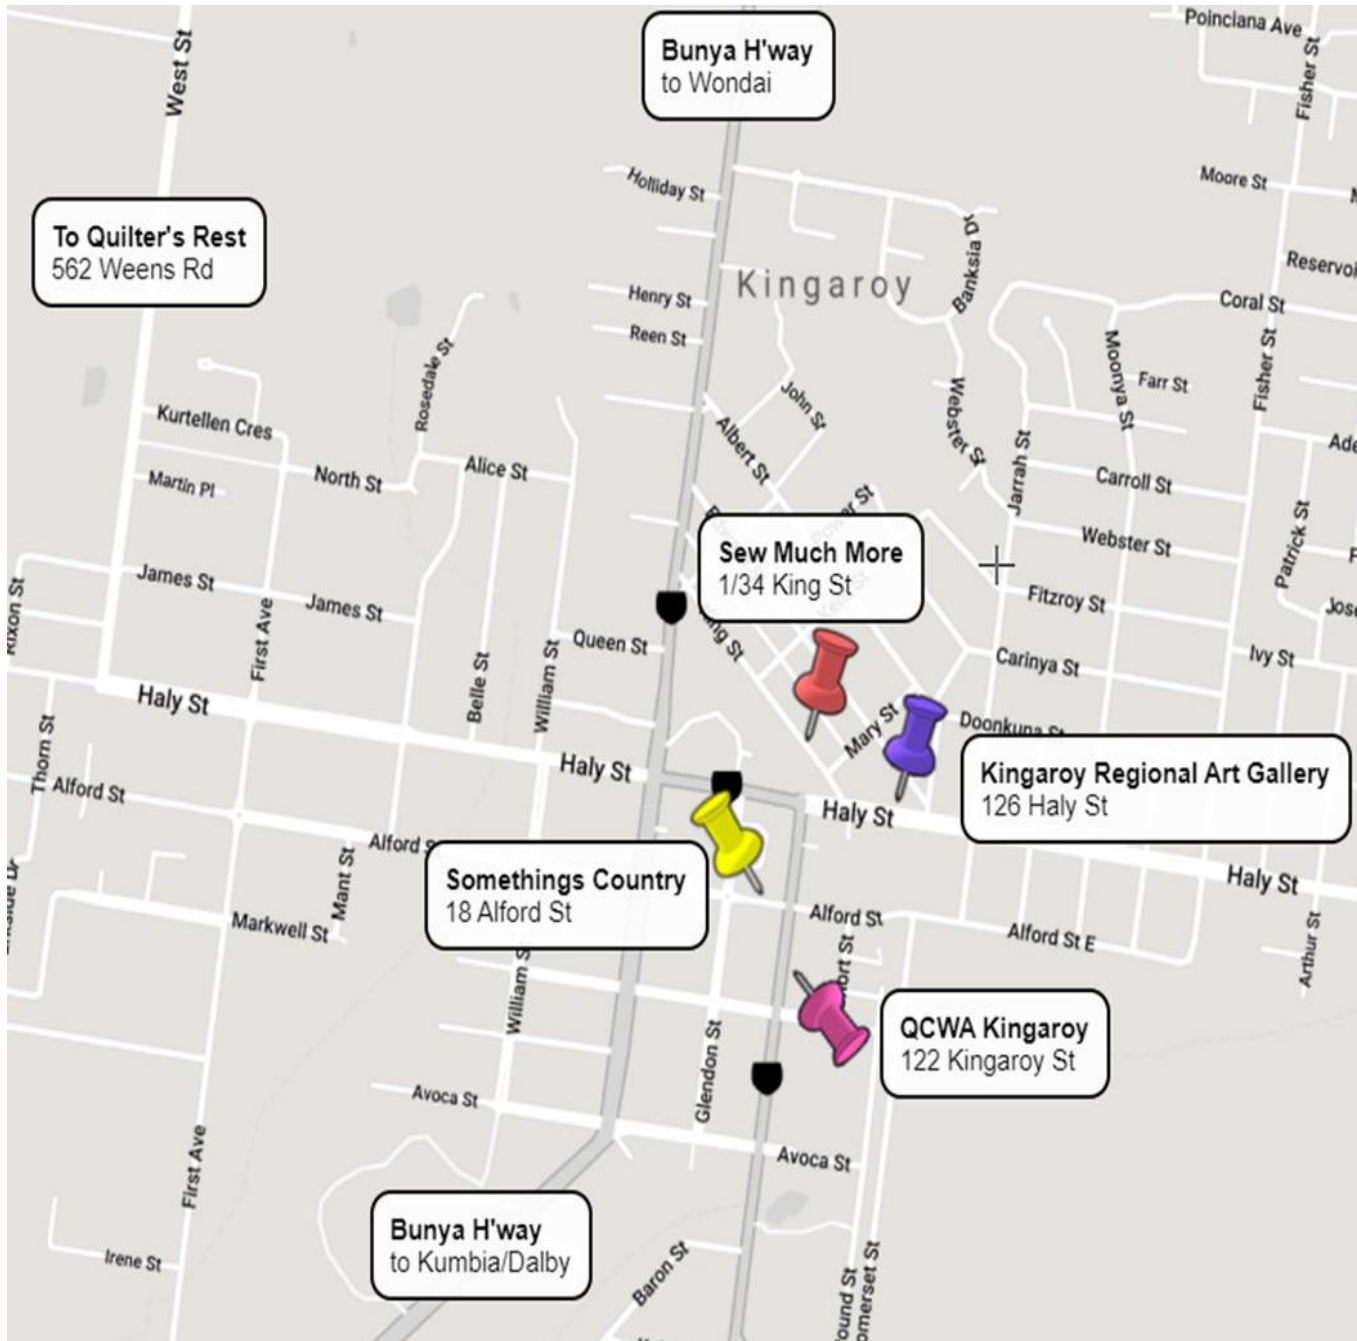 Poinciana Ave
Fisher St
West St
Bunya H'way
to Wondai
Holliday St
Moore St
To Quilter's Rest
562 Weens Rd
Banksia Dr
Kingaroy
Henry St
Coral St
Reen St
Rosedale St
Moonya St
Fisher St
Farr St
John St
Kurtellen Cres
Webster St
Albert St
Jarrah St
North St
Alice St
Carroll St
Martin Pl
Webster St
Patrick St
Sew Much More
1/34 King St
James St
James St
Fitzroy St
Rixon St
First Ave
Queen St
Ivy St
Carinya St
Belle St
William St
Haly St
Mary St
Doonkuna St
Thorn St
Haly St
Kingaroy Regional Art Gallery
126 Haly St
Alford St
Haly St
Alford
Mant St
Somethings Country
18 Alford St
Haly St
Markwell St
Alford St
Alford St E
Arthur St
William S
QCWA Kingaroy
122 Kingaroy St
Glendon St
Avoca St
Avoca St
First Ave
Bunya H'way
to Kumbia/Dalby
Irene St
Baron St